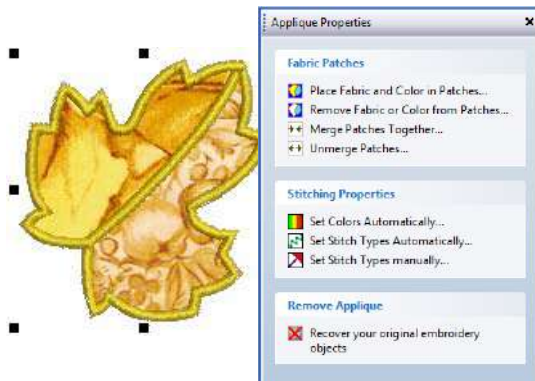 Applique Properties
Fabric Patches
Place Fabric and Color in Patches...
Remove Fabric or Color from Patches...
Merge Patches Together...
Unmerge Patches...
Stitching Properties
Set Colors Automatically...
Set Stitch Types Automatically...
Set Stitch Types manually...
Remove Applique
Recover your original embroidery
objects